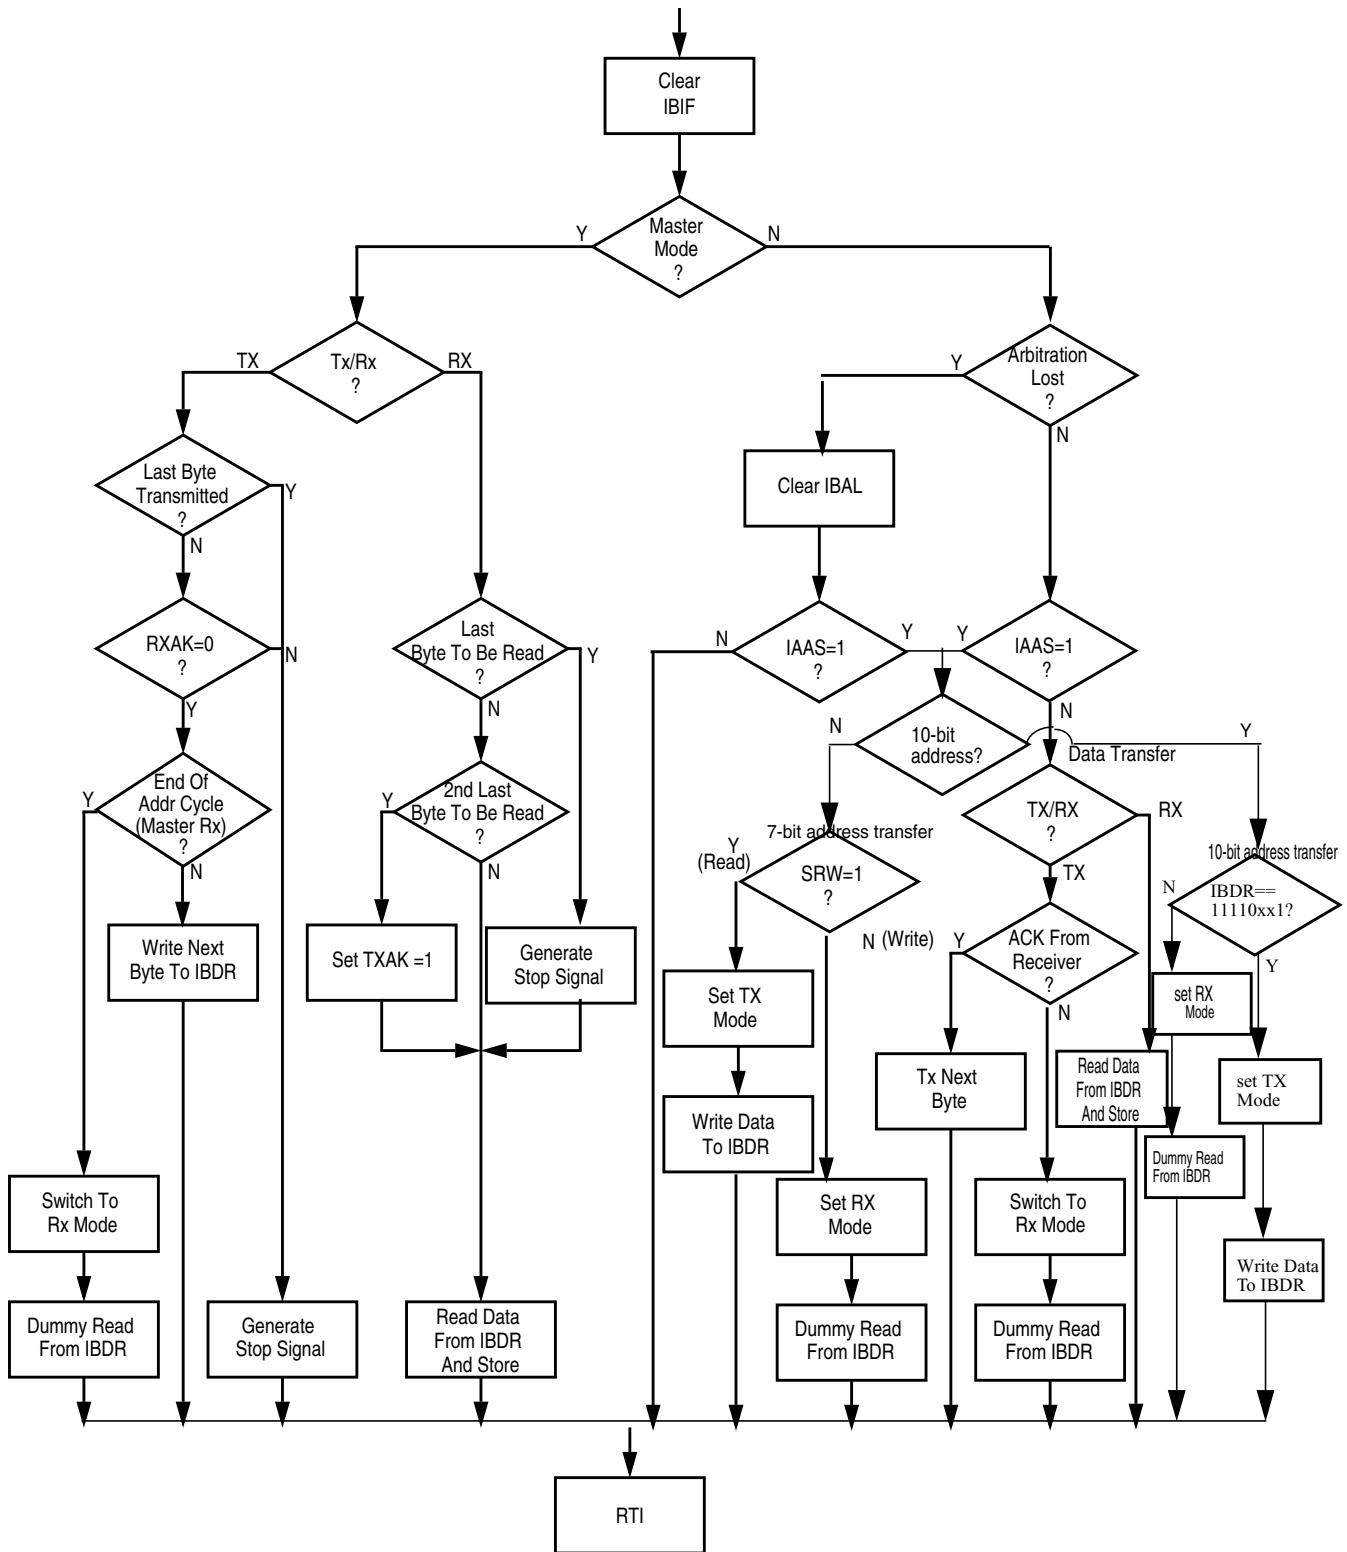 Clear
IBIF
Master
Mode
?
Y
N
Tx/Rx
?
TX
RX
Arbitration
Lost
?
Y
N
Last Byte
Transmitted
?
Y
N
Clear IBAL
RXAK=0
?
N
Y
Last
Byte To Be Read
?
Y
N
IAAS=1
?
N
Y
IAAS=1
?
Y
N
10-bit
address?
N
Y
Data Transfer
End Of
Addr Cycle
(Master Rx)
?
Y
N
2nd Last
Byte To Be Read
?
Y
N
TX/RX
?
RX
TX
7-bit address transfer
Y
(Read)
SRW=1
?
N (Write)
10-bit address transfer
IBDR==
11110xx1?
N
Y
Write Next
Byte To IBDR
Set TXAK =1
Generate
Stop Signal
ACK From
Receiver
?
Y
N
Set TX
Mode
set RX
Mode
Tx Next
Byte
Read Data
From IBDR
And Store
set TX
Mode
Write Data
To IBDR
Dummy Read
From IBDR
Switch To
Rx Mode
Set RX
Mode
Switch To
Rx Mode
Write Data
To IBDR
Dummy Read
From IBDR
Generate
Stop Signal
Read Data
From IBDR
And Store
Dummy Read
From IBDR
Dummy Read
From IBDR
RTI